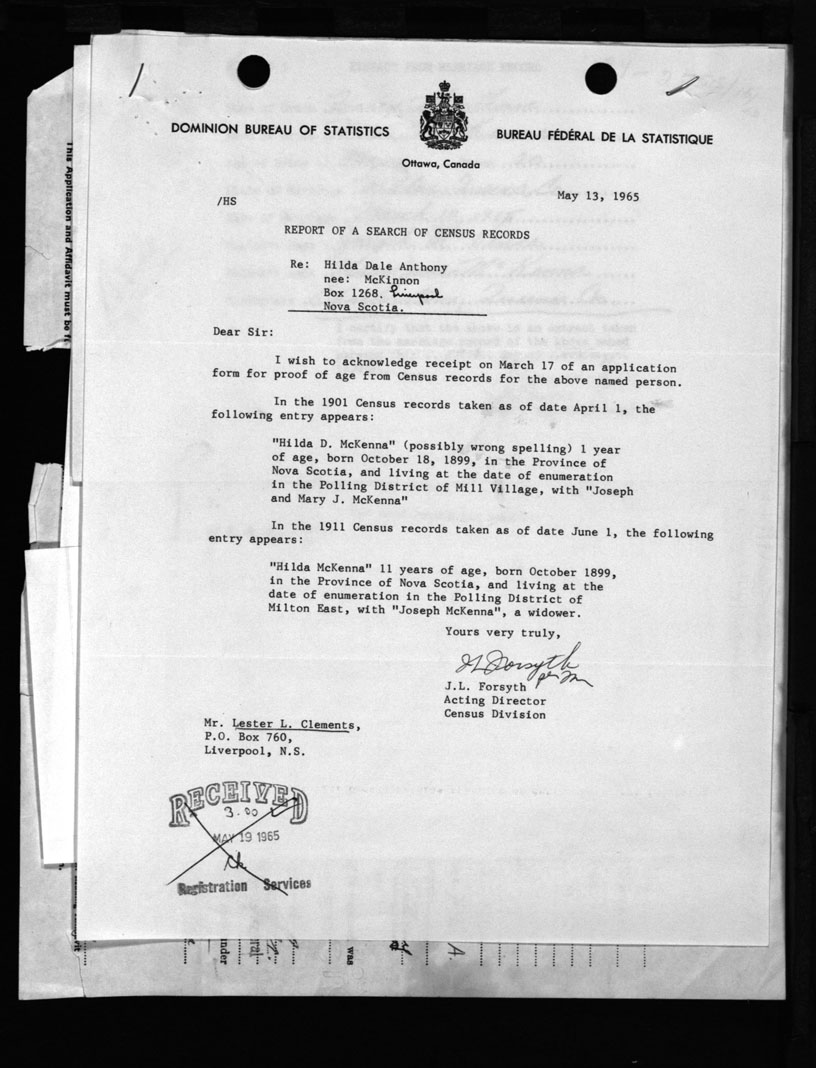 DOMINION BUREAU OF STATISTICS
BUREAU FÉDÉRAL DE LA STATISTIQUE
Ottawa, Canada
/HS
May 13, 1965
REPORT OF A SEARCH OF CENSUS RECORDS
Re: Hilda Dale Anthony
nee: McKinnon
Box 1268, Liverpool
Nova Scotia.
Dear Sir:
I wish to acknowledge receipt on March 17 of an application
form for proof of age from Census records for the above named person.
In the 1901 Census records taken as of date April 1, the
following entry appears:
"Hilda D. McKenna" (possibly wrong spelling) 1 year
of age, born October 18, 1899, in the Province of
Nova Scotia, and living at the date of enumeration
in the Polling District of Mill Village, with "Joseph
and Mary J. McKenna"
In the 1911 Census records taken as of date June 1, the following
entry appears:
"Hilda McKenna" 11 years of age, born October 1899,
in the Province of Nova Scotia, and living at the
date of enumeration in the Polling District of
Milton East, with "Joseph McKenna", a widower.
Yours very truly,
JL Forsyth
J.L. Forsyth
Acting Director
Census Division
Mr. Lester L. Clements,
P.O. Box 760,
Liverpool, N.S.
RECEIVED
3.00
MAY 19 1965
Registration Services
This Application and Affidavit must be
was